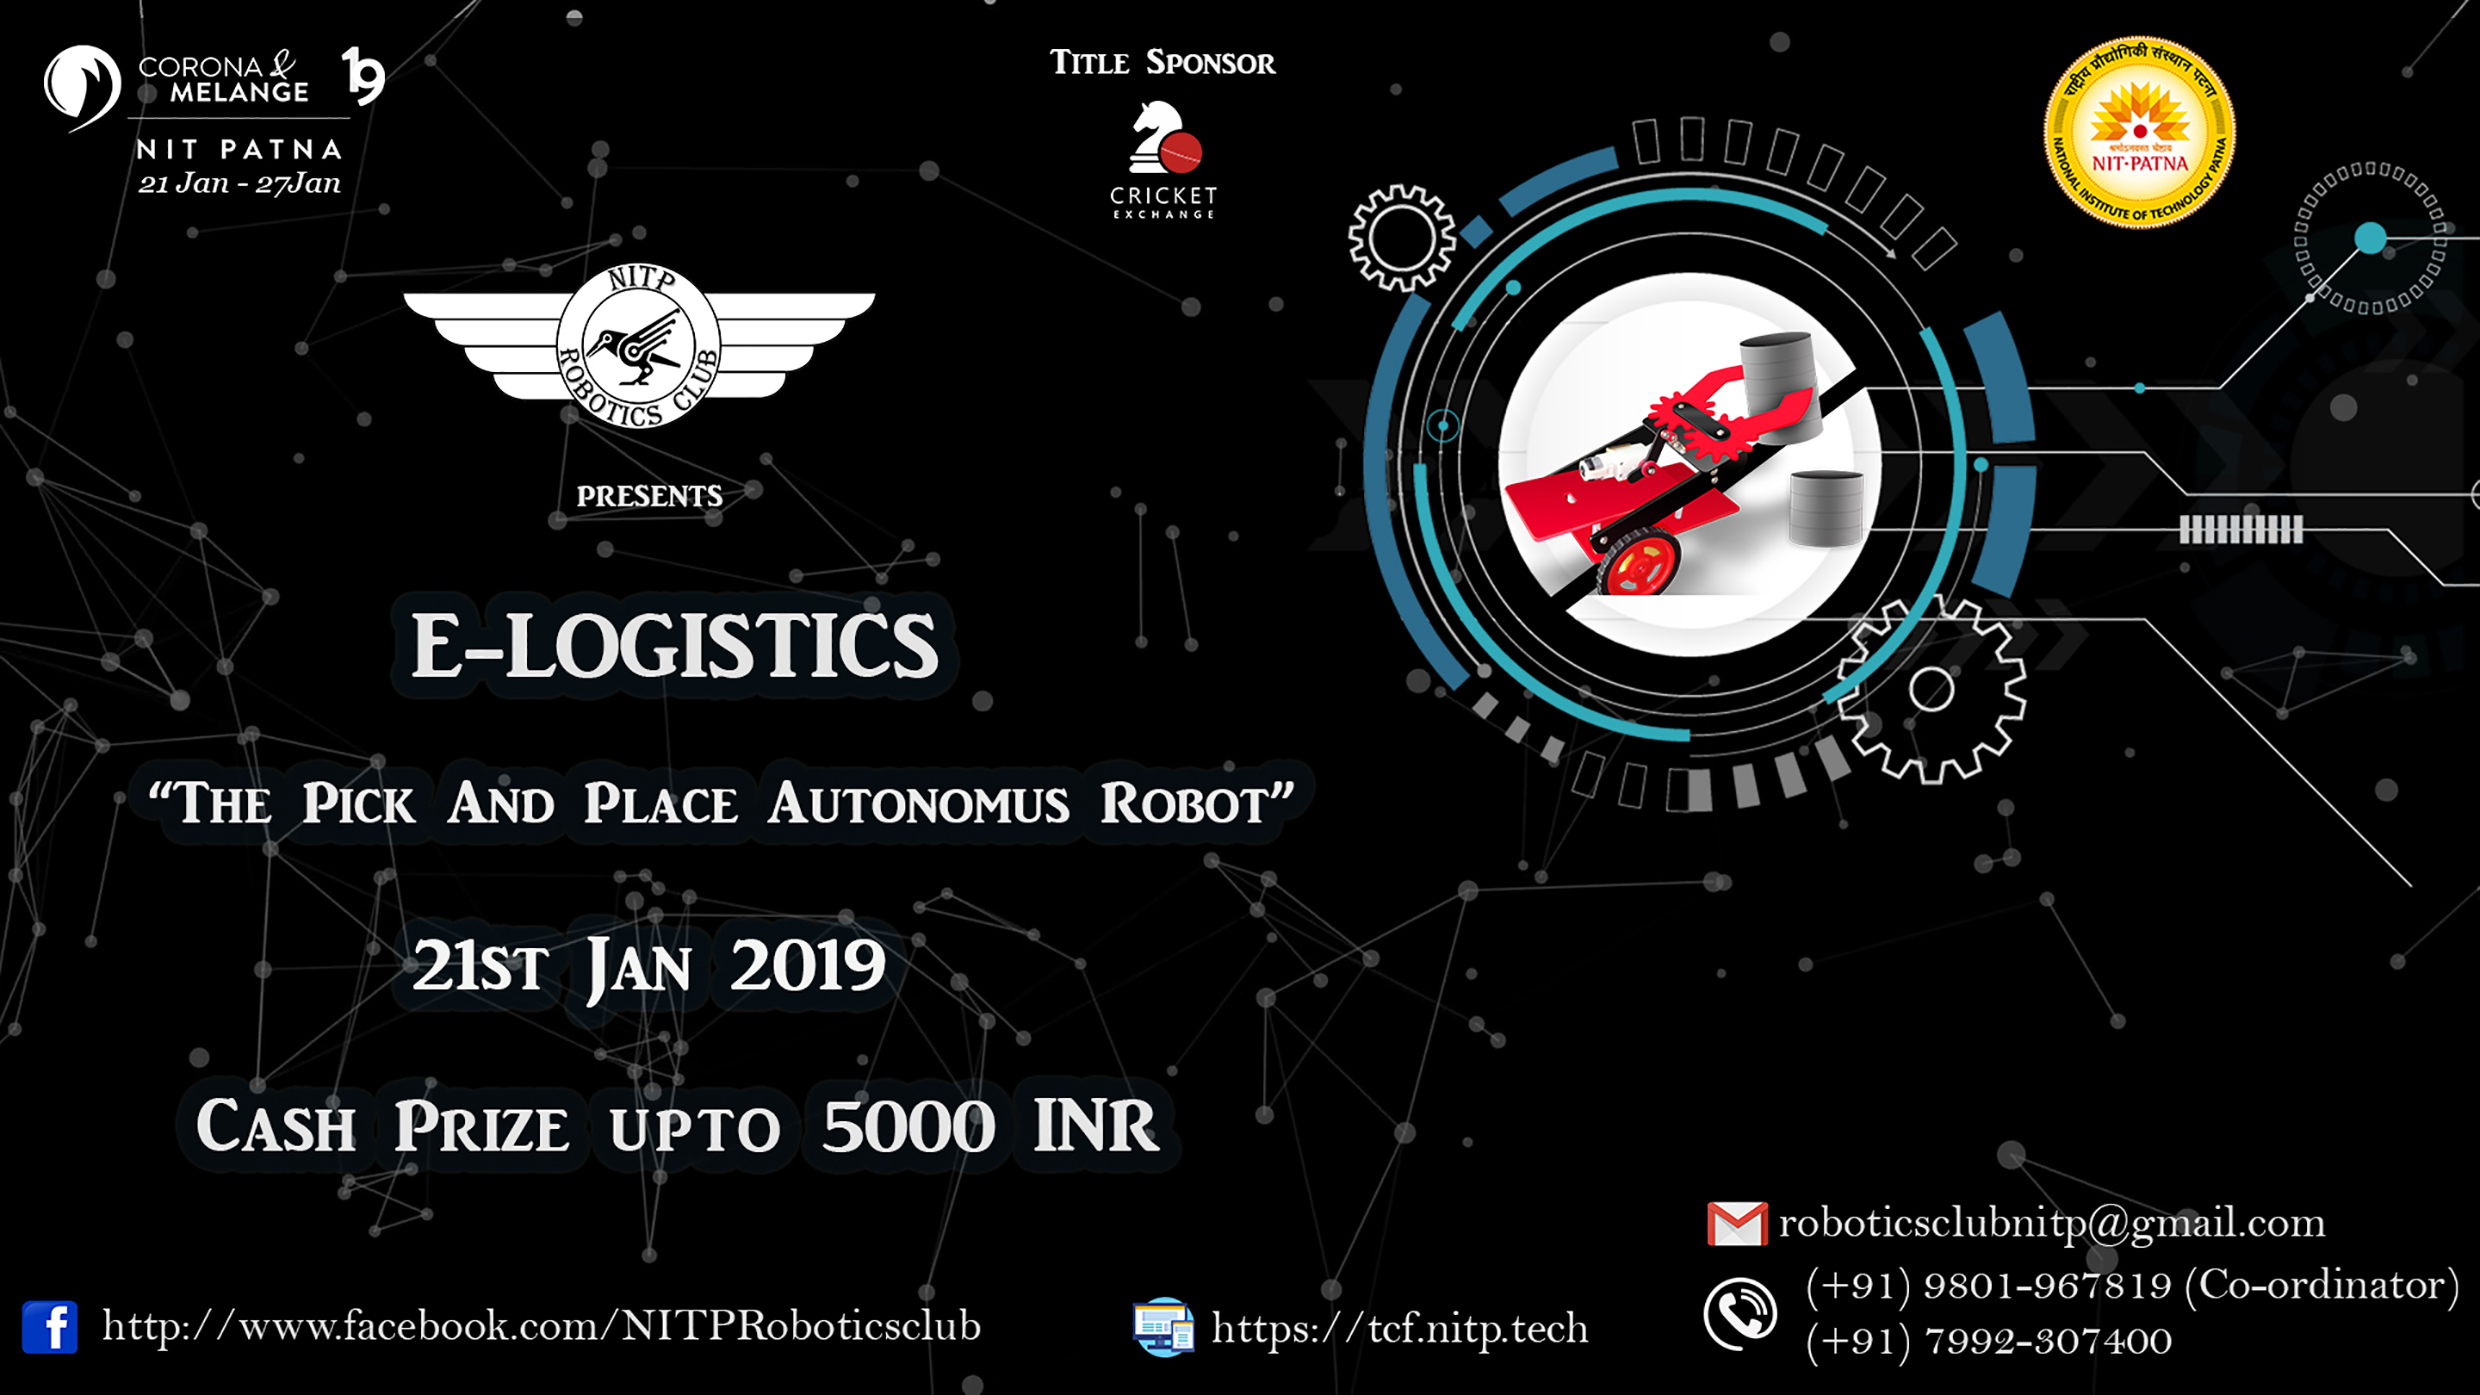 CORONA & MELANGE 19
NIT PATNA
21 Jan - 27Jan
TITLE SPONSOR
CRICKET
EXCHANGE
राष्ट्रीय प्रौद्योगिकी संस्थान पटना
श्रमोऽनवरत चेष्टाच
NIT-PATNA
NATIONAL INSTITUTE OF TECHNOLOGY PATNA
NITP
ROBOTICS CLUB
PRESENTS
E-LOGISTICS
“THE PICK AND PLACE AUTONOMUS ROBOT”
21ST JAN 2019
CASH PRIZE UPTO 5000 INR
roboticsclubnitp@gmail.com
(+91) 9801-967819 (Co-ordinator)
(+91) 7992-307400
http://www.facebook.com/NITPRoboticsclub
https://tcf.nitp.tech